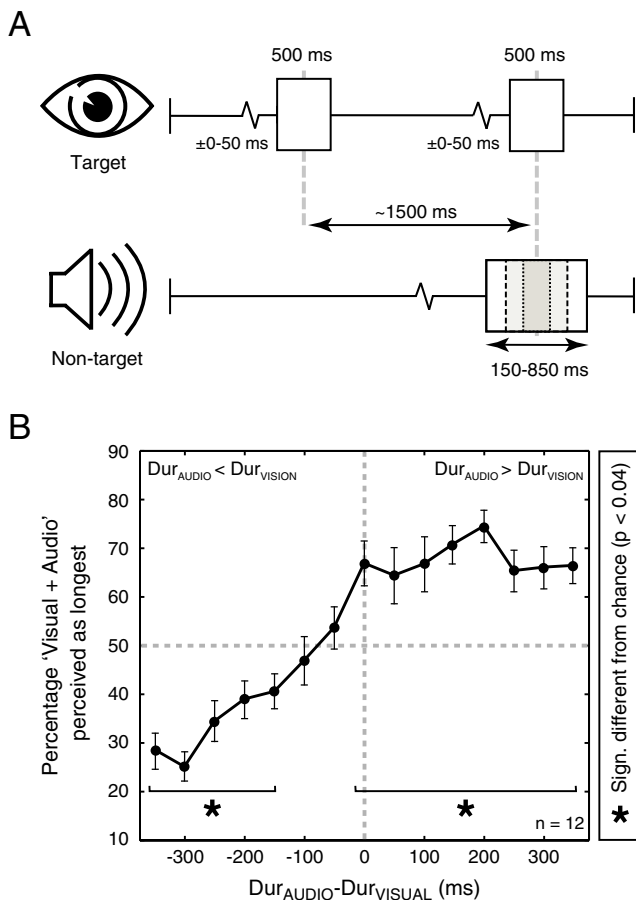 A
500 ms
500 ms
±0-50 ms
±0-50 ms
Target
~1500 ms
Non-target
150-850 ms
B
Percentage 'Visual + Audio'
perceived as longest
90
80
70
60
50
40
30
20
10
DurAUDIO < DurVISION
DurAUDIO > DurVISION
*
*
n = 12
-300
-200
-100
0
100
200
300
DurAUDIO-DurVISUAL (ms)
* Sign. different from chance (p < 0.04)